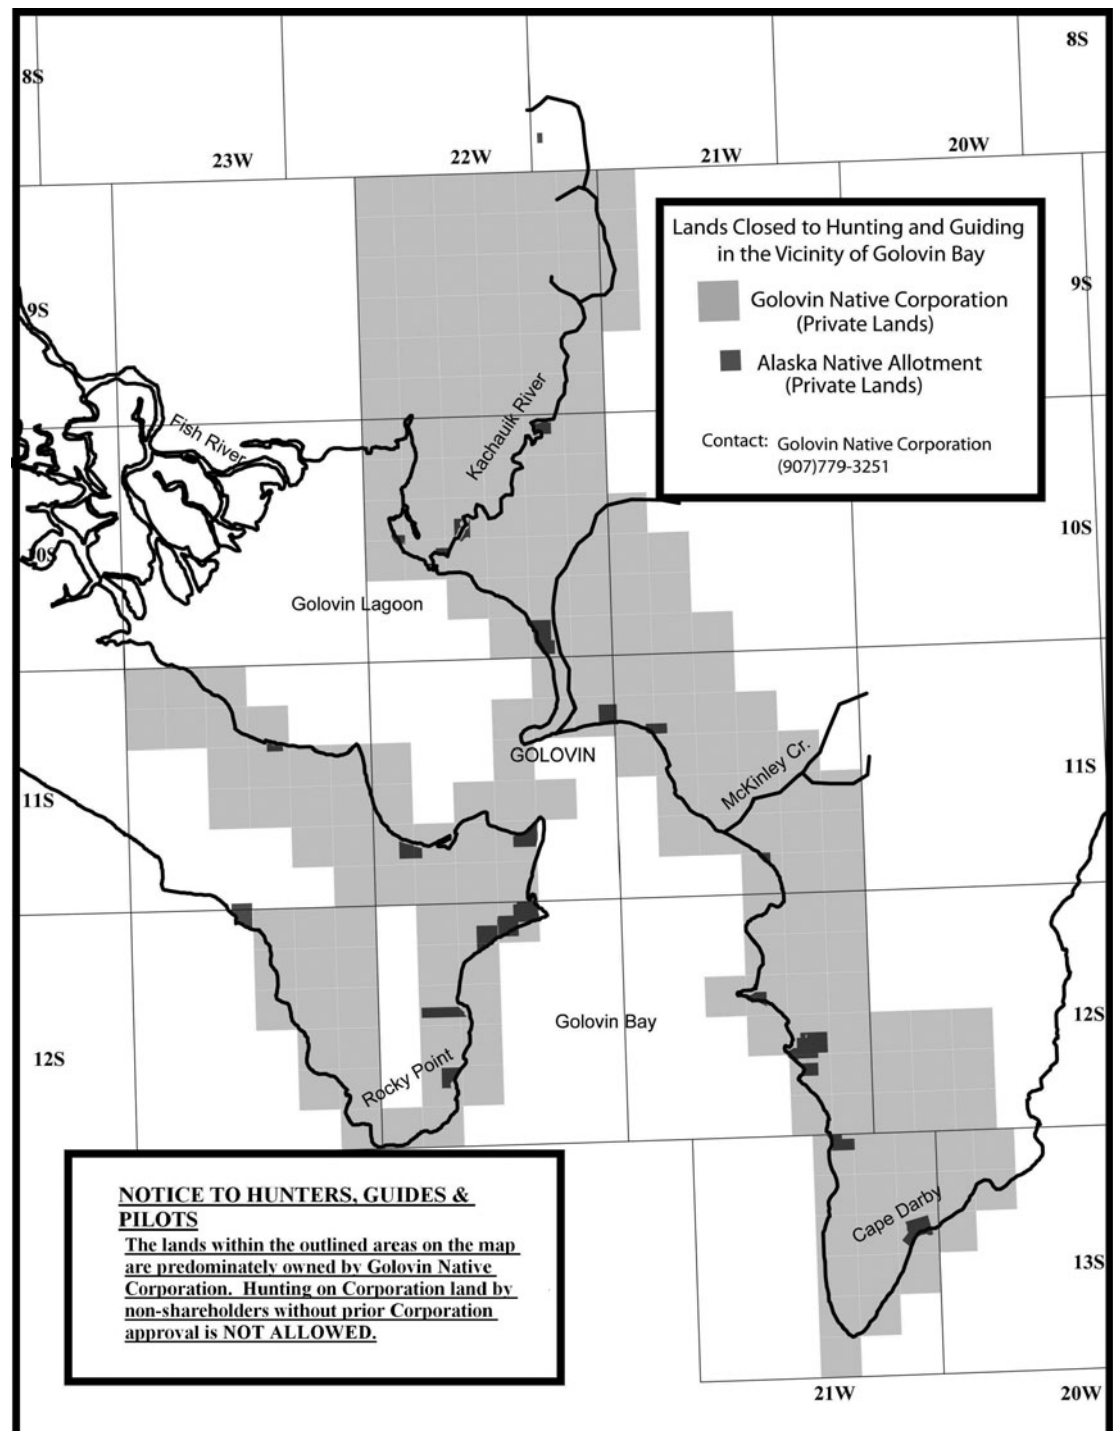 8S
8S
23W
22W
21W
20W
Lands Closed to Hunting and Guiding
in the Vicinity of Golovin Bay
Golovin Native Corporation
(Private Lands)
Alaska Native Allotment
(Private Lands)
Contact: Golovin Native Corporation
(907)779-3251
9S
9S
Fish River
Kachauik River
10S
10S
Golovin Lagoon
GOLOVIN
McKinley Cr.
11S
11S
Golovin Bay
12S
12S
Rocky Point
Cape Darby
13S
NOTICE TO HUNTERS, GUIDES &
PILOTS
The lands within the outlined areas on the map
are predominately owned by Golovin Native
Corporation. Hunting on Corporation land by
non-shareholders without prior Corporation
approval is NOT ALLOWED.
21W
20W